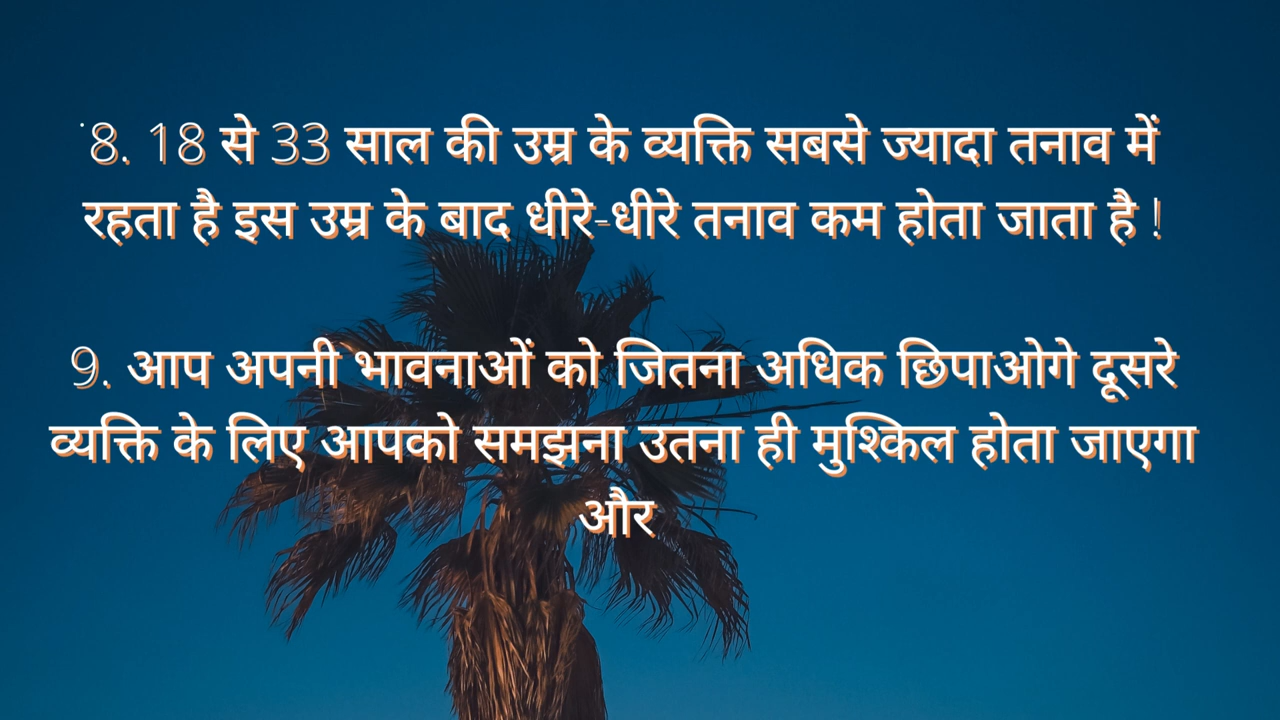 8. 18 से 33 साल की उम्र के व्यक्ति सबसे ज्यादा तनाव में
रहता है इस उम्र के बाद धीरे-धीरे तनाव कम होता जाता है !
9. आप अपनी भावनाओं को जितना अधिक छिपाओगे दूसरे
व्यक्ति के लिए आपको समझना उतना ही मुश्किल होता जाएगा
और